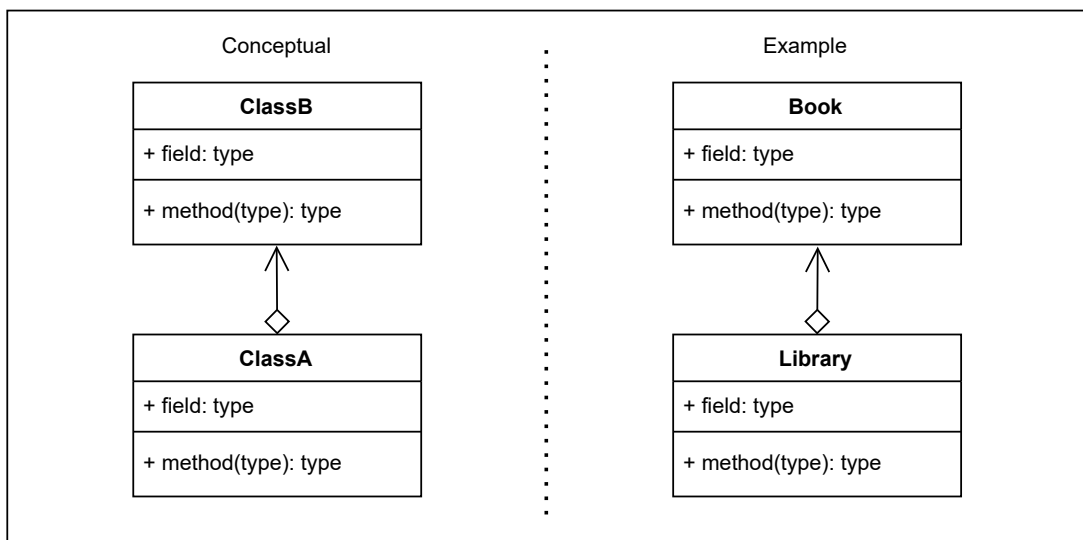 Conceptual
ClassB
+ field: type
+ method(type): type
ClassA
+ field: type
+ method(type): type
Example
Book
+ field: type
+ method(type): type
Library
+ field: type
+ method(type): type